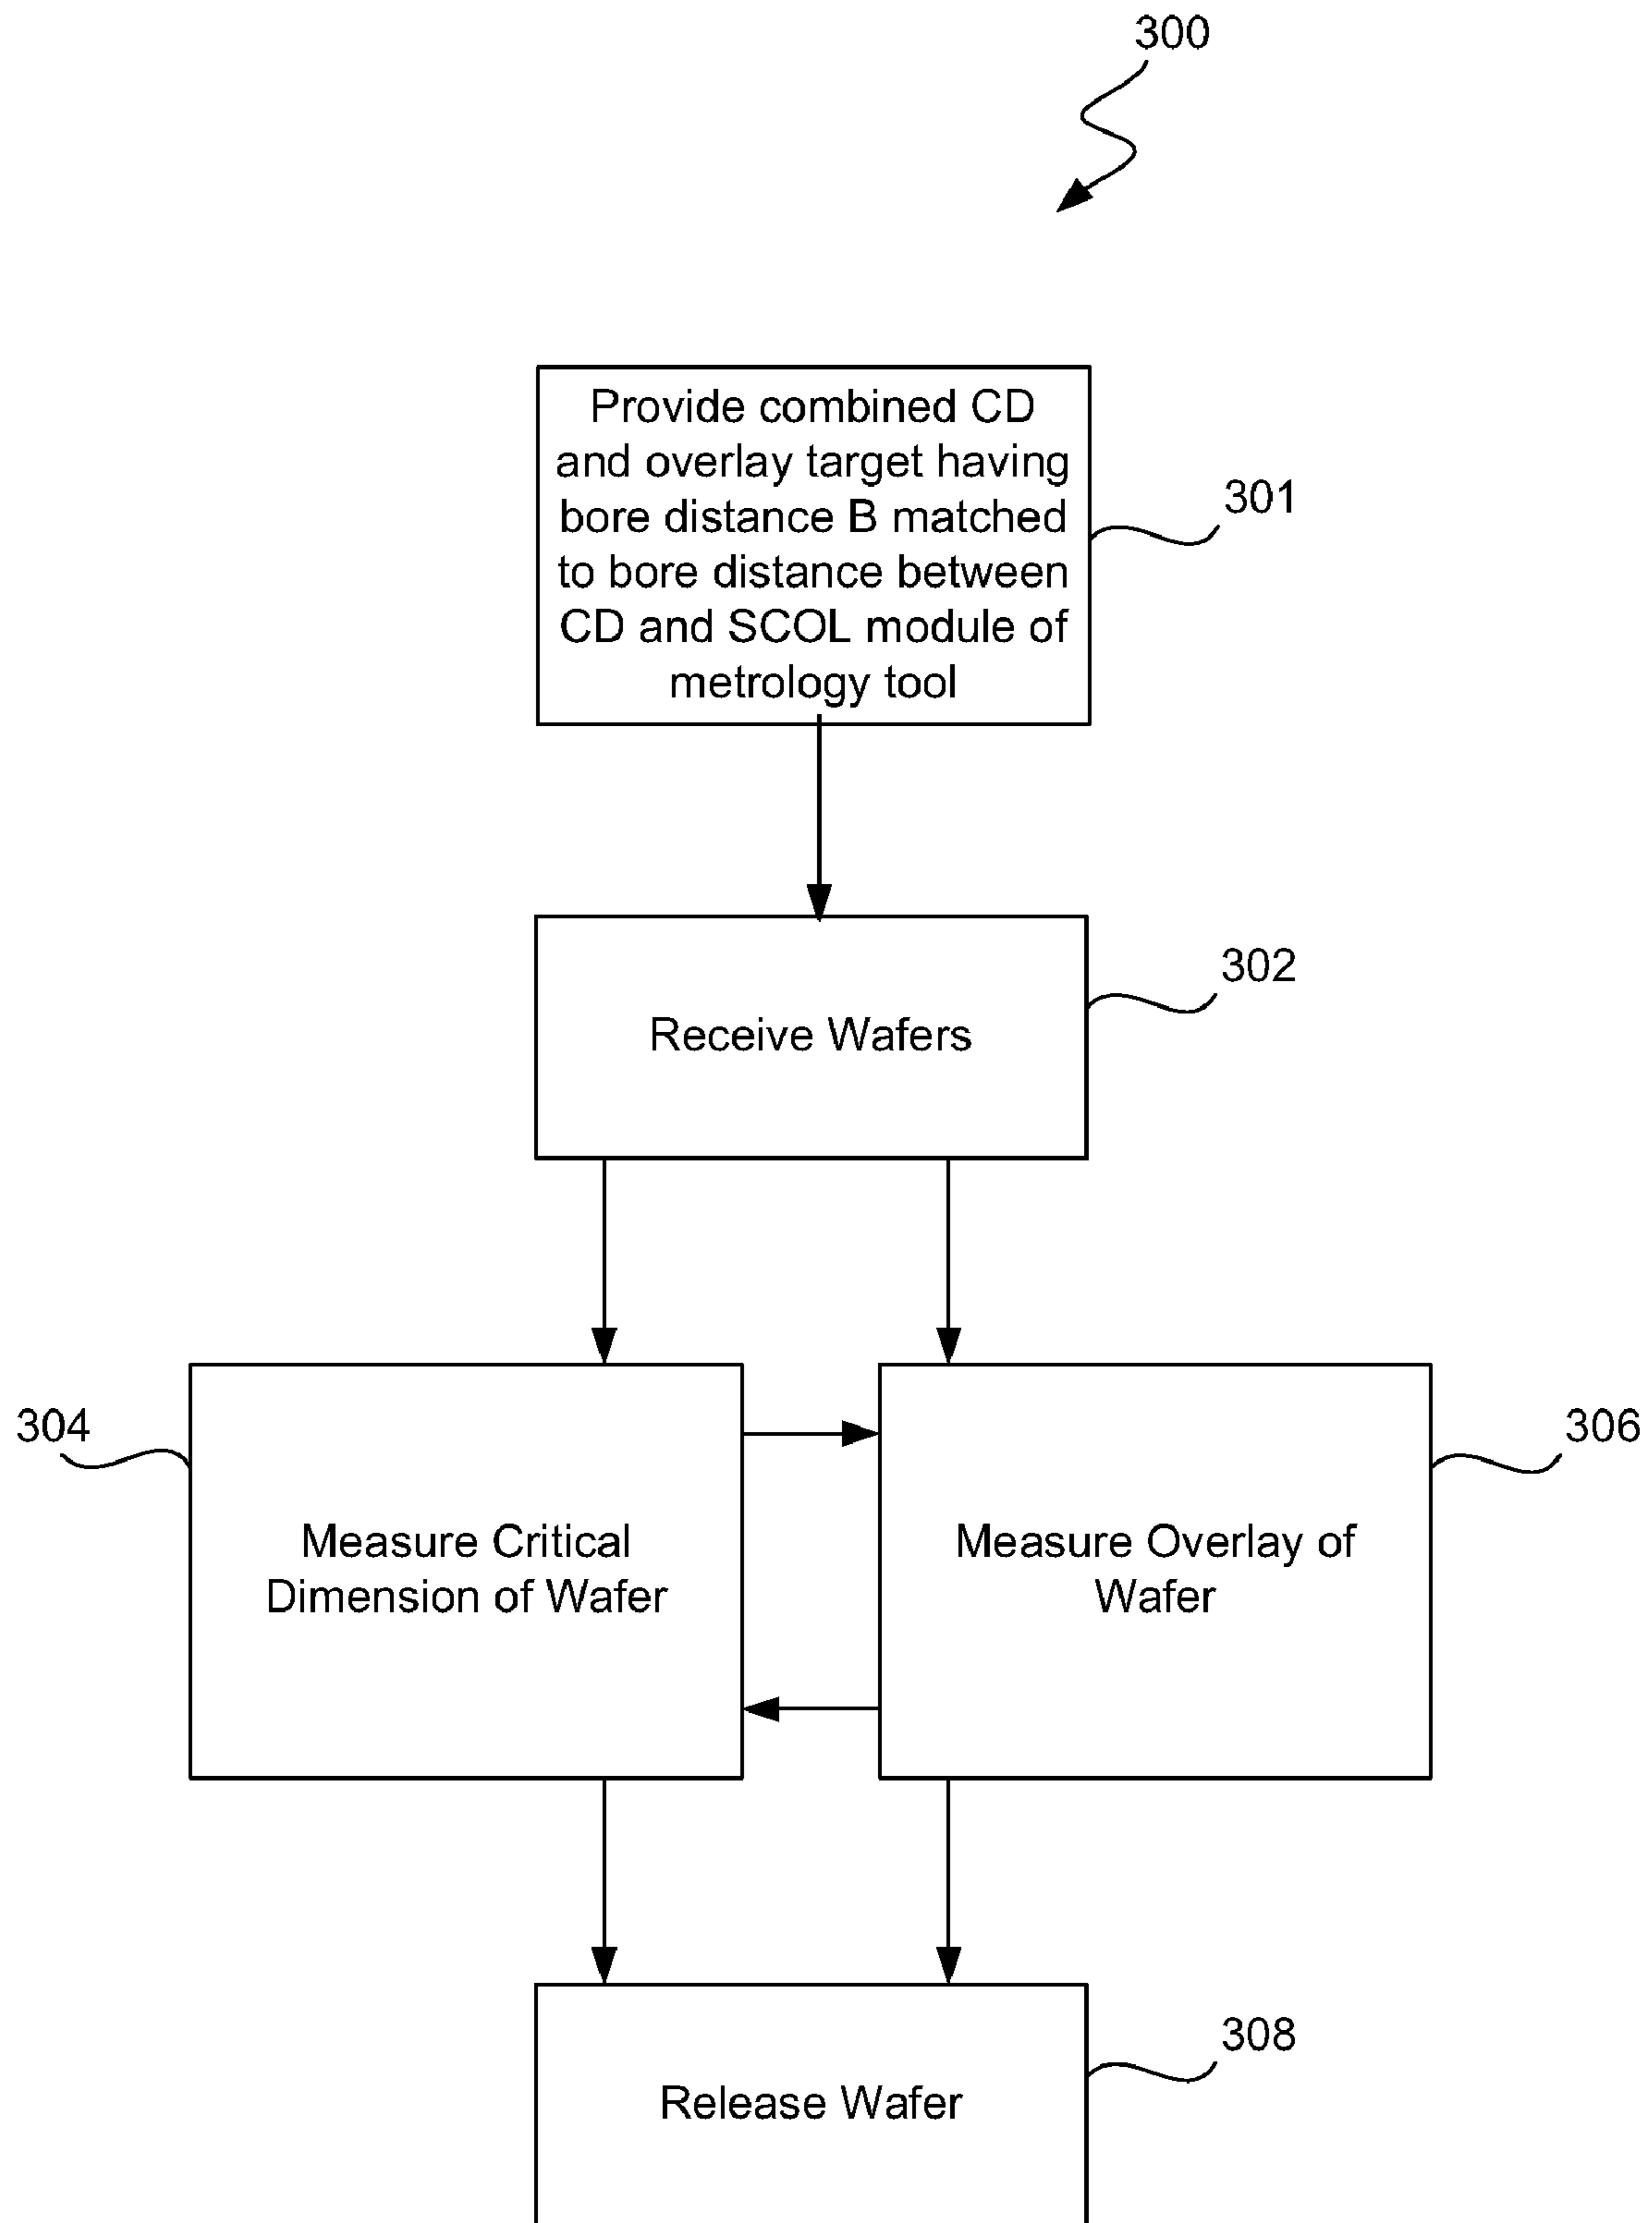 300
Provide combined CD
and overlay target having
bore distance B matched
to bore distance between
CD and SCOL module of
metrology tool
301
302
Receive Wafers
304
306
Measure Critical
Dimension of Wafer
Measure Overlay of
Wafer
308
Release Wafer